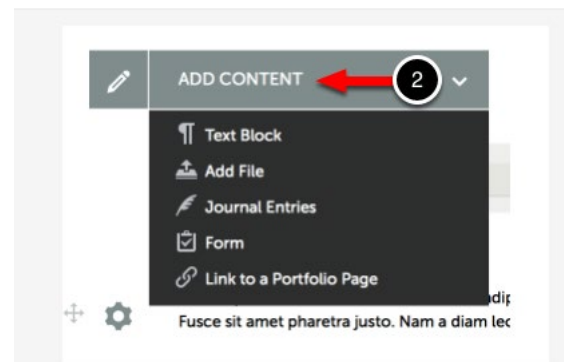 ADD CONTENT 2
Text Block
Add File
Journal Entries
Form
Link to a Portfolio Page
Fusce sit amet pharetra justo. Nam a diam